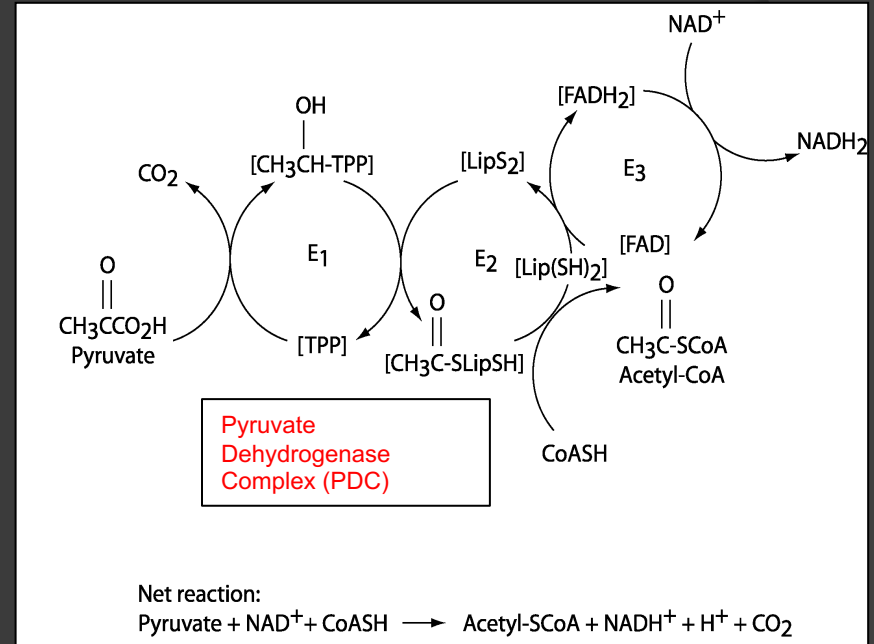 NAD+
[FADH2]
OH
NADH2
[CH3CH-TPP]
[LipS2]
CO2
E3
[FAD]
E1
E2
[Lip(SH)2]
O
O
O
CH3CCO2H
Pyruvate
[TPP]
[CH3C-SLipSH]
CH3C-SCoA
Acetyl-CoA
Pyruvate
Dehydrogenase
Complex (PDC)
CoASH
Net reaction:
Pyruvate + NAD+ + CoASH → Acetyl-SCoA + NADH+ + H+ + CO2